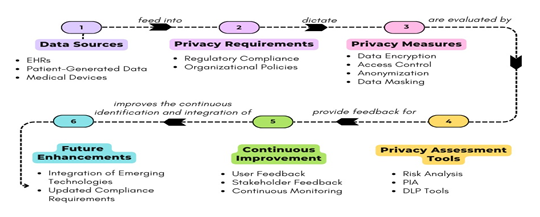 feed into
dictate
are evaluated by
1
2
3
Data Sources
Privacy Requirements
Privacy Measures
• EHRs
• Patient-Generated Data
• Medical Devices
• Regulatory Compliance
• Organizational Policies
• Data Encryption
• Access Control
• Anonymization
• Data Masking
improves the continuous
identification and integration of
provide feedback for
6
5
4
Future
Enhancements
Continuous
Improvement
Privacy Assessment
Tools
• Integration of Emerging
Technologies
• Updated Compliance
Requirements
• User Feedback
• Stakeholder Feedback
• Continuous Monitoring
• Risk Analysis
• PIA
• DLP Tools